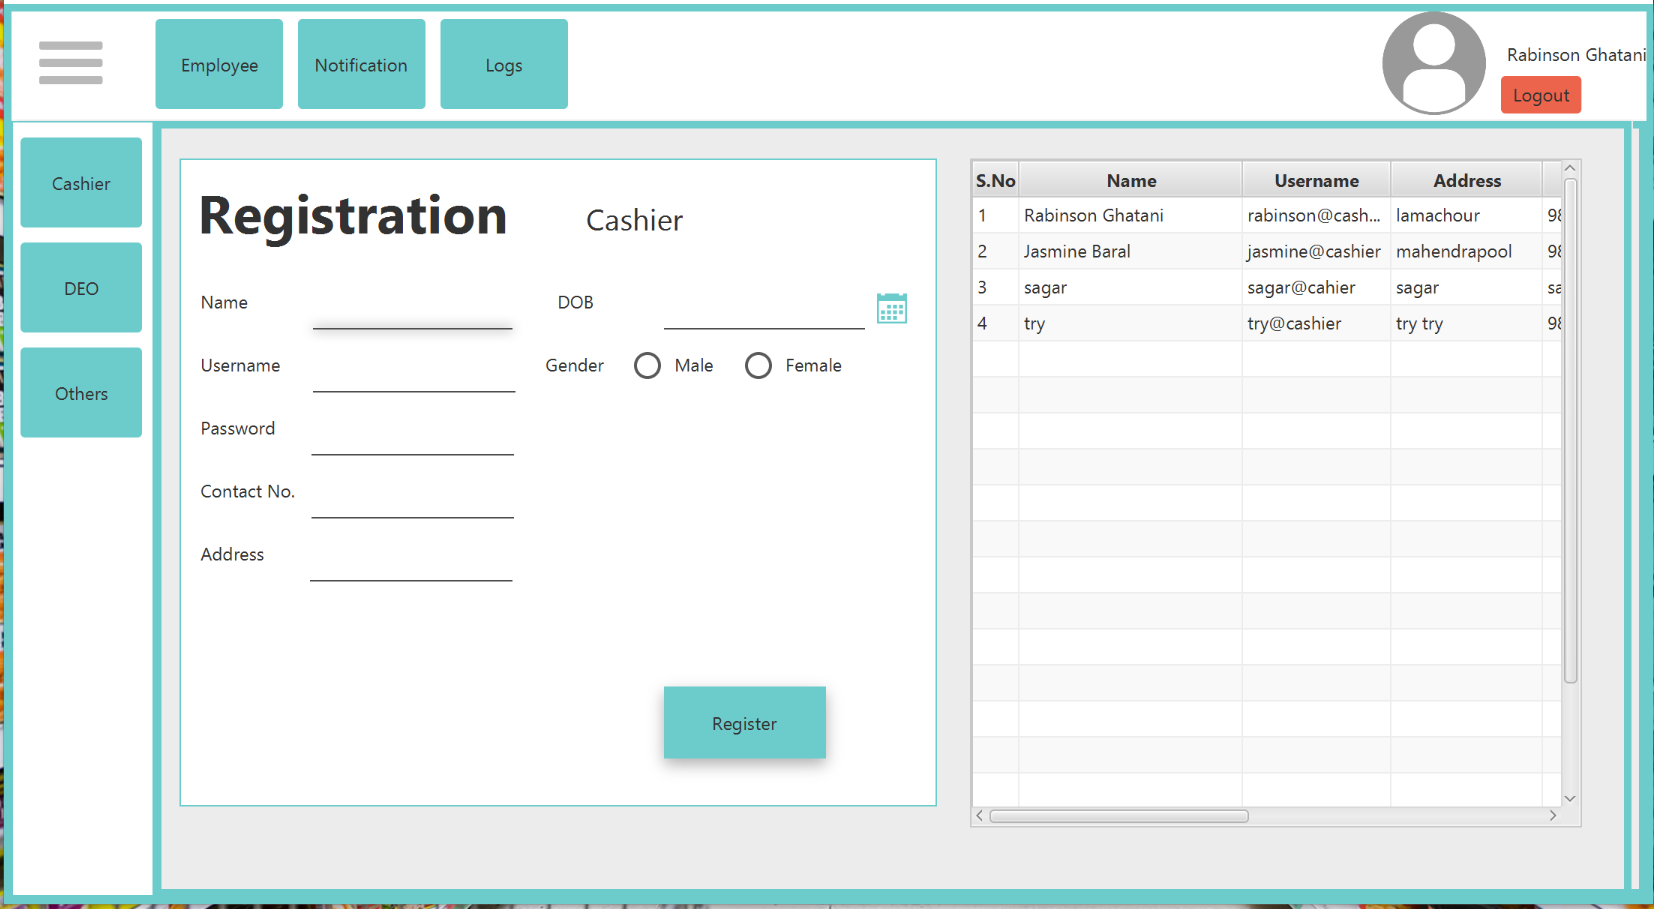 Employee
Notification
Logs
Rabinson Ghatani
Logout
Cashier
DEO
Others
Registration Cashier
Name
DOB
Username
Gender Male Female
Password
Contact No.
Address
Register
S.No Name Username Address
1 Rabinson Ghatani rabinson@cash... lamachour 98
2 Jasmine Baral jasmine@cashier mahendrapool 98
3 sagar sagar@cahier sagar sa
4 try try@cashier try try 98